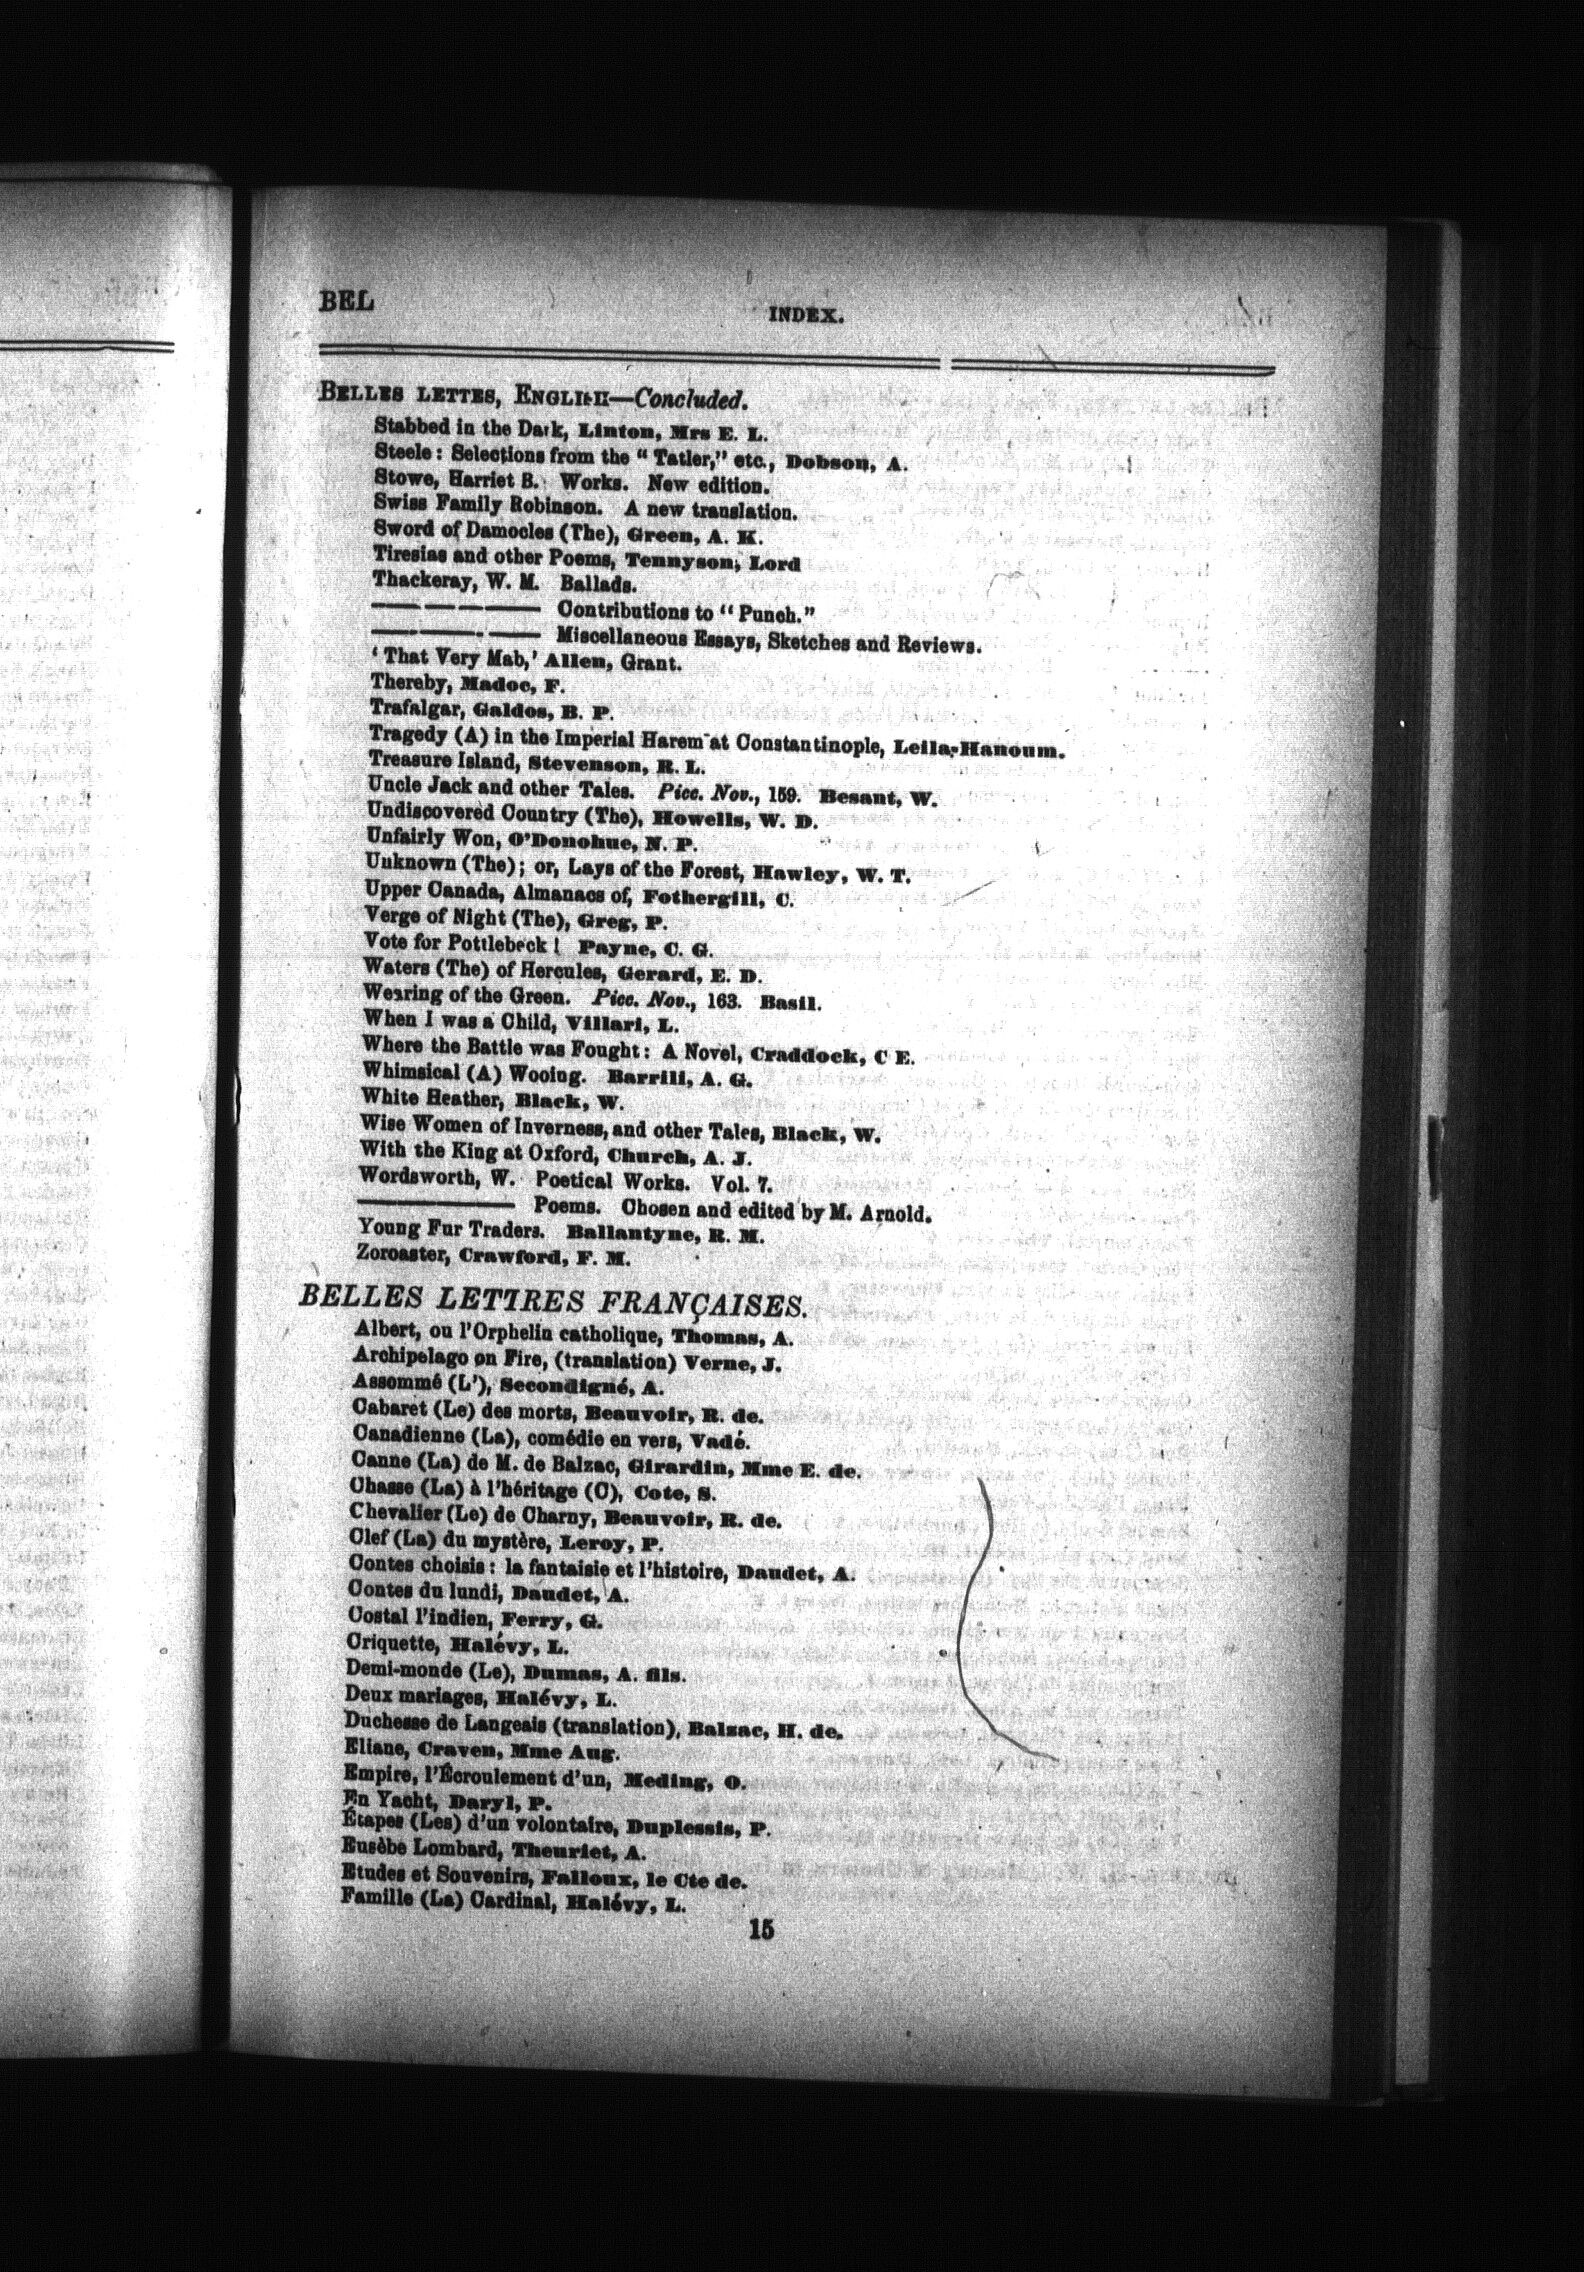 BEL
INDEX.
BELLES LETTES, ENGLISH—Concluded.
Stabbed in the Dark, Linton, Mrs E. L.
Steele: Selections from the "Tatler," etc., Dobson, A.
Stowe, Harriet B. Works. New edition.
Swiss Family Robinson. A new translation.
Sword of Damocles (The), Green, A. K.
Tiresias and other Poems, Tennyson, Lord
Thackeray, W. M. Ballads.
———— Contributions to "Punch."
———— Miscellaneous Essays, Sketches and Reviews.
'That Very Mab,' Allen, Grant.
Thereby, Madoc, F.
Trafalgar, Galdos, B. P.
Tragedy (A) in the Imperial Harem at Constantinople, Leila-Hanoum.
Treasure Island, Stevenson, R. L.
Uncle Jack and other Tales. Picc. Nov., 159. Besant, W.
Undiscovered Country (The), Howells, W. D.
Unfairly Won, O'Donohue, N. P.
Unknown (The); or, Lays of the Forest, Hawley, W. T.
Upper Canada, Almanacs of, Fothergill, C.
Verge of Night (The), Greg, P.
Vote for Pottlebeck! Payne, C. G.
Waters (The) of Hercules, Gerard, E. D.
Wearing of the Green. Picc. Nov., 163. Basil.
When I was a Child, Villari, L.
Where the Battle was Fought: A Novel, Craddock, C E.
Whimsical (A) Wooing. Barrili, A. G.
White Heather, Black, W.
Wise Women of Inverness, and other Tales, Black, W.
With the King at Oxford, Church, A. J.
Wordsworth, W. Poetical Works. Vol. 7.
———— Poems. Chosen and edited by M. Arnold.
Young Fur Traders. Ballantyne, R. M.
Zoroaster, Crawford, F. M.
BELLES LETTRES FRANÇAISES.
Albert, ou l'Orphelin catholique, Thomas, A.
Archipelago on Fire, (translation) Verne, J.
Assommé (L'), Secondigné, A.
Cabaret (Le) des morts, Beauvoir, R. de.
Canadienne (La), comédie en vers, Vadé.
Canne (La) de M. de Balzac, Girardin, Mme E. de.
Chasse (La) à l'héritage (C), Cote, S.
Chevalier (Le) de Charny, Beauvoir, R. de.
Clef (La) du mystère, Leroy, P.
Contes choisis: la fantaisie et l'histoire, Daudet, A.
Contes du lundi, Daudet, A.
Costal l'indien, Ferry, G.
Criquette, Halévy, L.
Demi-monde (Le), Dumas, A. fils.
Deux mariages, Halévy, L.
Duchesse de Langeais (translation), Balzac, H. de.
Eliane, Craven, Mme Aug.
Empire, l'Écroulement d'un, Meding, O.
En Yacht, Daryl, P.
Étapes (Les) d'un volontaire, Duplessis, P.
Eusèbe Lombard, Theuriet, A.
Etudes et Souvenirs, Falloux, le Cte de.
Famille (La) Cardinal, Halévy, L.
15